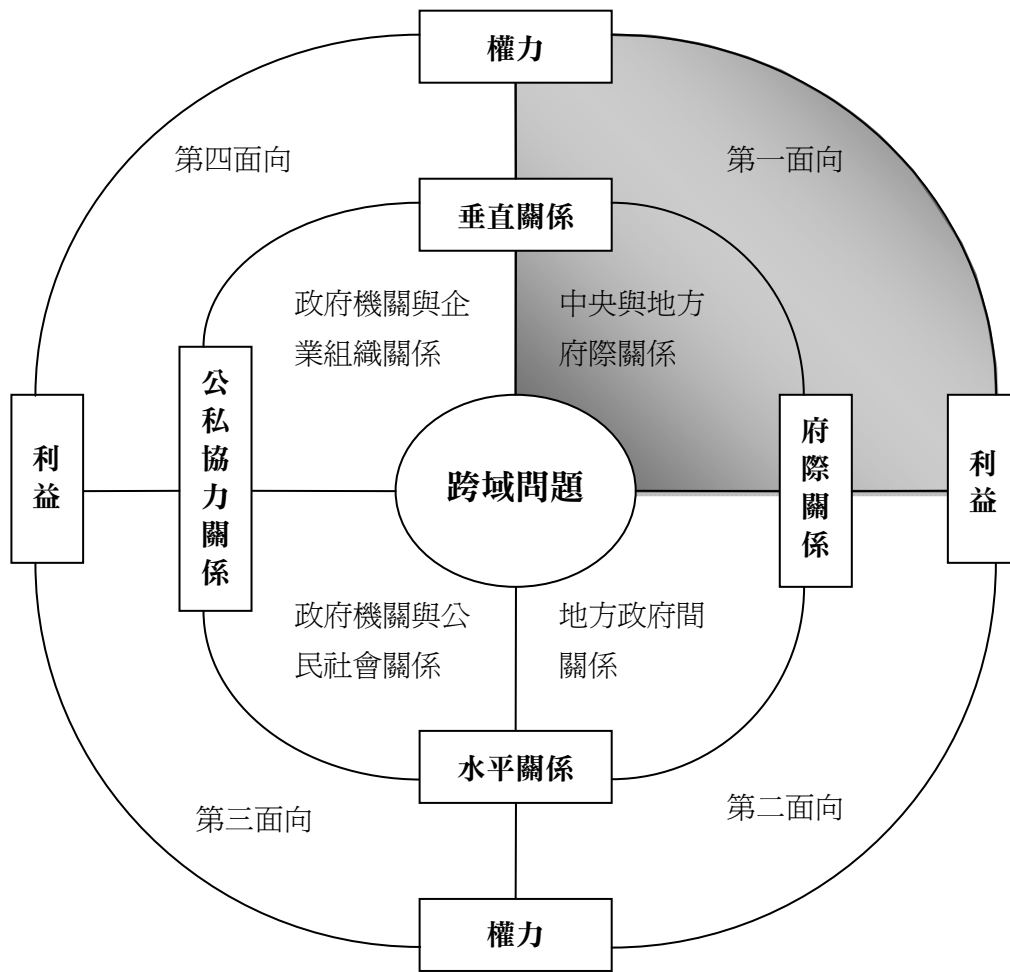 權力
第四面向
第一面向
垂直關係
政府機關與企
業組織關係
中央與地方
府際關係
公私協力關係
利益
跨域問題
府際關係
利益
政府機關與公
民社會關係
地方政府間
關係
水平關係
第三面向
第二面向
權力